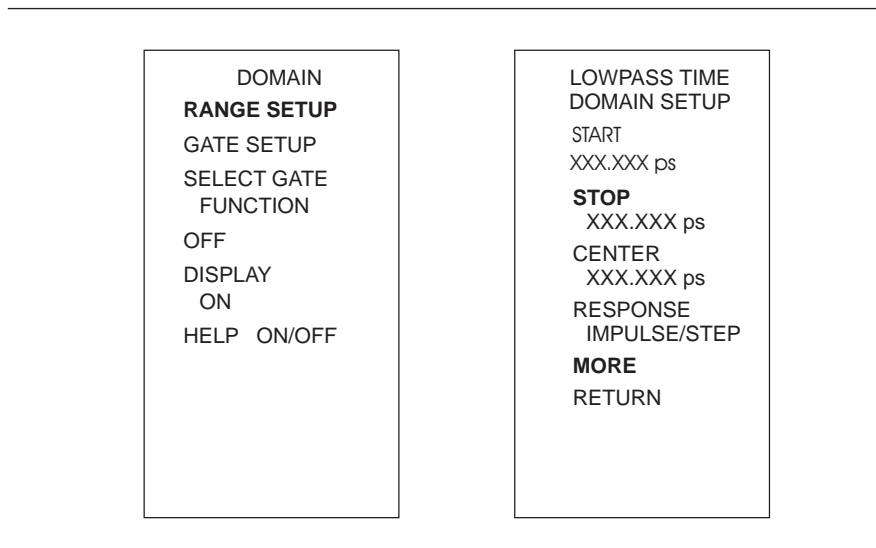 DOMAIN
RANGE SETUP
GATE SETUP
SELECT GATE
FUNCTION
OFF
DISPLAY
ON
HELP ON/OFF
LOWPASS TIME
DOMAIN SETUP
START
XXX.XXX ps
STOP
XXX.XXX ps
CENTER
XXX.XXX ps
RESPONSE
IMPULSE/STEP
MORE
RETURN